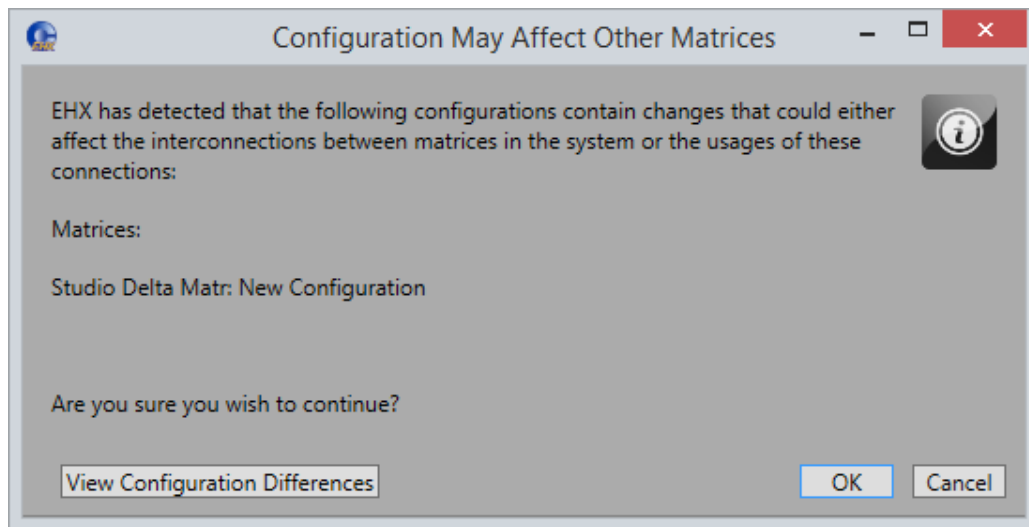 Configuration May Affect Other Matrices
EHX has detected that the following configurations contain changes that could either
affect the interconnections between matrices in the system or the usages of these
connections:
Matrices:
Studio Delta Matr: New Configuration
Are you sure you wish to continue?
View Configuration Differences
OK
Cancel